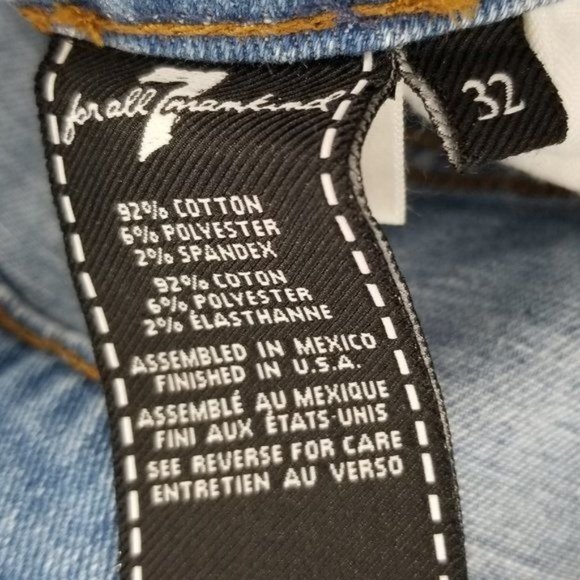 7
for all mankind
32
92% COTTON
6% POLYESTER
2% SPANDEX
92% COTON
6% POLYESTER
2% ÉLASTHANNE
ASSEMBLED IN MEXICO
FINISHED IN U.S.A.
ASSEMBLÉ AU MEXIQUE
FINI AUX ÉTATS-UNIS
SEE REVERSE FOR CARE
ENTRETIEN AU VERSO